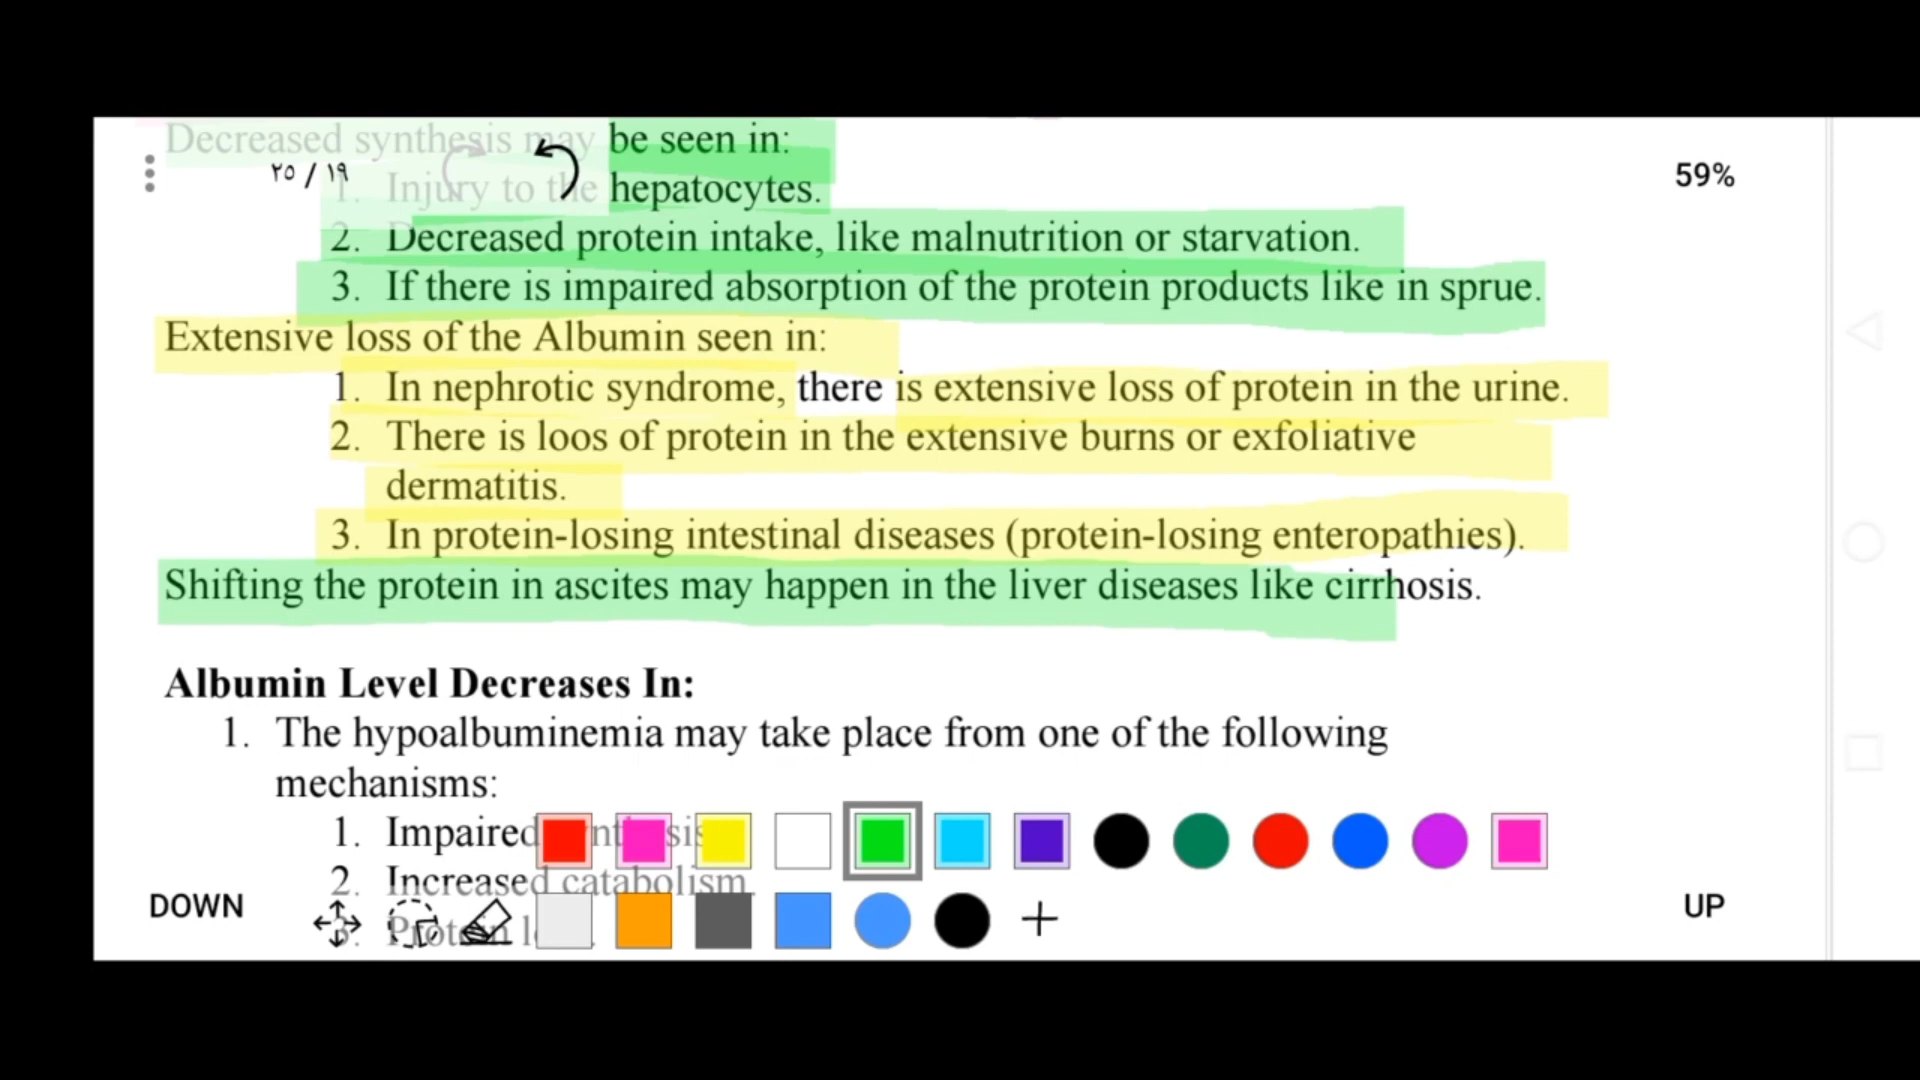 Decreased synthesis may be seen in:
٢٥ / ١٩
59%
1. Injury to the hepatocytes.
2. Decreased protein intake, like malnutrition or starvation.
3. If there is impaired absorption of the protein products like in sprue.
Extensive loss of the Albumin seen in:
1. In nephrotic syndrome, there is extensive loss of protein in the urine.
2. There is loos of protein in the extensive burns or exfoliative
dermatitis.
3. In protein-losing intestinal diseases (protein-losing enteropathies).
Shifting the protein in ascites may happen in the liver diseases like cirrhosis.
Albumin Level Decreases In:
1. The hypoalbuminemia may take place from one of the following
mechanisms:
1. Impaired
2. Increased catabolism.
DOWN
UP
3. Protein